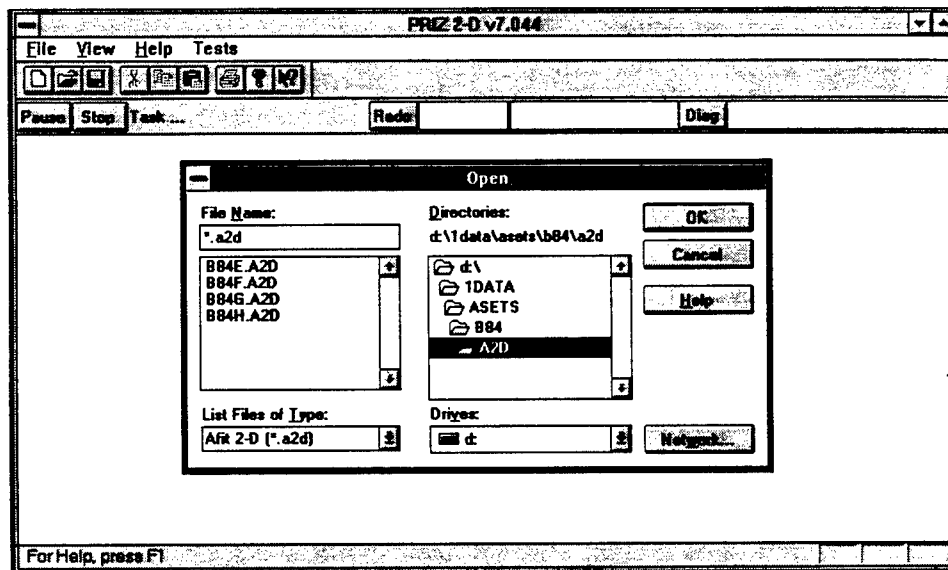 PRIZ 2-D v7.044
File View Help Tests
Pause Stop Task ... Redo Diag
Open
File Name:
*.a2d
B84E.A2D
B84F.A2D
B84G.A2D
B84H.A2D
List Files of Type:
Afit 2-D (*.a2d)
Directories:
d:\1data\asets\b84\a2d
d:\
1DATA
ASETS
B84
A2D
Drives:
d:
OK
Cancel
Help
Network...
For Help, press F1